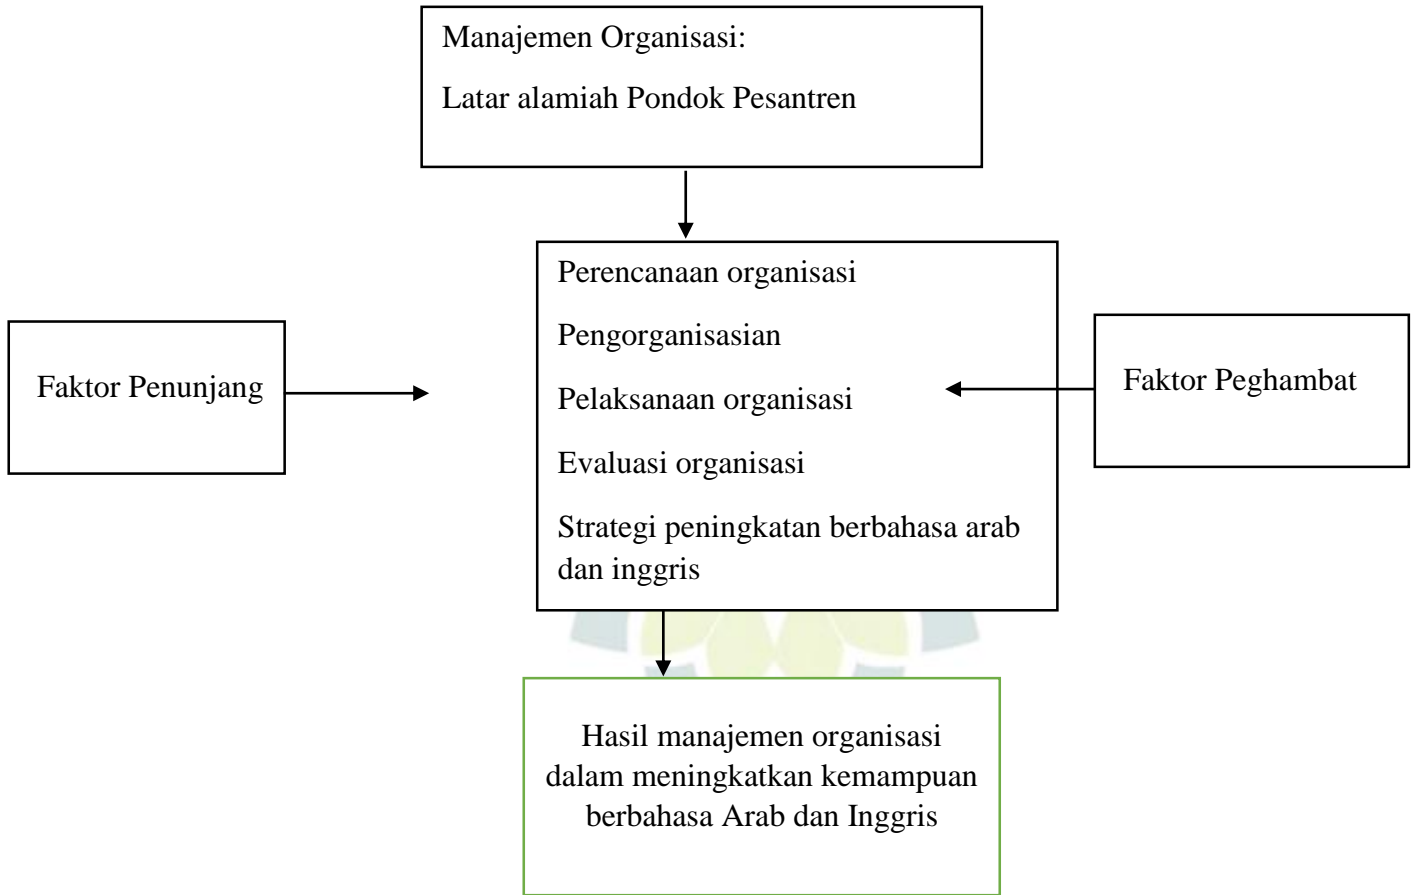 Manajemen Organisasi:
Latar alamiah Pondok Pesantren
Perencanaan organisasi
Pengorganisasian
Pelaksanaan organisasi
Evaluasi organisasi
Strategi peningkatan berbahasa arab
dan inggris
Faktor Penunjang
Faktor Peghambat
Hasil manajemen organisasi
dalam meningkatkan kemampuan
berbahasa Arab dan Inggris